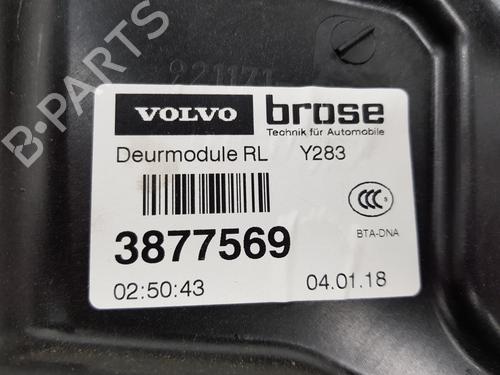 221171
VOLVO
brose
Technik für Automobile
Deurmodule RL Y283
CCC S
BTA-DNA
3877569
02:50:43 04.01.18
B-PARTS